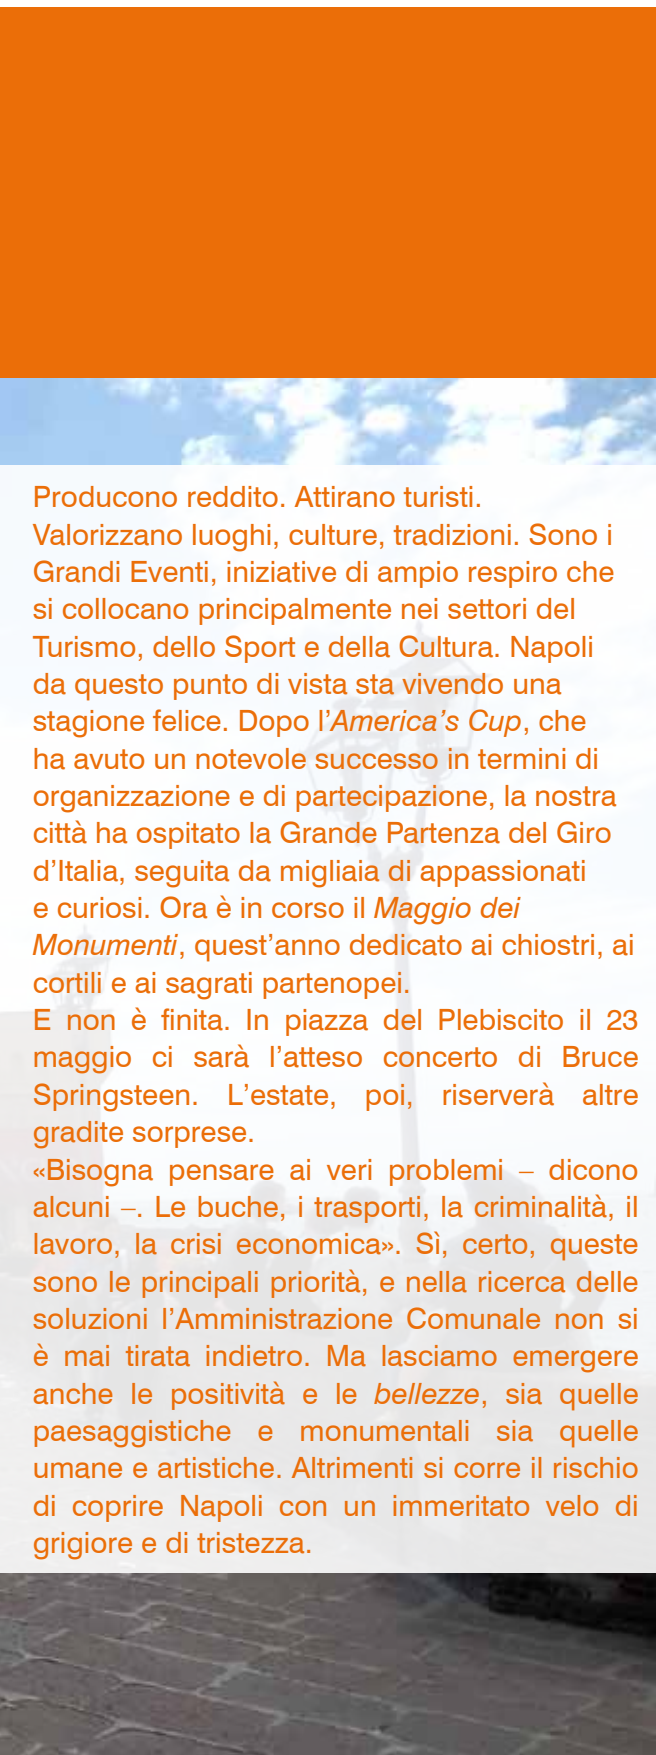 Producono reddito. Attirano turisti.
Valorizzano luoghi, culture, tradizioni. Sono i
Grandi Eventi, iniziative di ampio respiro che
si collocano principalmente nei settori del
Turismo, dello Sport e della Cultura. Napoli
da questo punto di vista sta vivendo una
stagione felice. Dopo l’America’s Cup, che
ha avuto un notevole successo in termini di
organizzazione e di partecipazione, la nostra
città ha ospitato la Grande Partenza del Giro
d’Italia, seguita da migliaia di appassionati
e curiosi. Ora è in corso il Maggio dei
Monumenti, quest’anno dedicato ai chiostri, ai
cortili e ai sagrati partenopei.
E non è finita. In piazza del Plebiscito il 23
maggio ci sarà l’atteso concerto di Bruce
Springsteen. L’estate, poi, riserverà altre
gradite sorprese.
«Bisogna pensare ai veri problemi – dicono
alcuni –. Le buche, i trasporti, la criminalità, il
lavoro, la crisi economica». Sì, certo, queste
sono le principali priorità, e nella ricerca delle
soluzioni l’Amministrazione Comunale non si
è mai tirata indietro. Ma lasciamo emergere
anche le positività e le bellezze, sia quelle
paesaggistiche e monumentali sia quelle
umane e artistiche. Altrimenti si corre il rischio
di coprire Napoli con un immeritato velo di
grigiore e di tristezza.